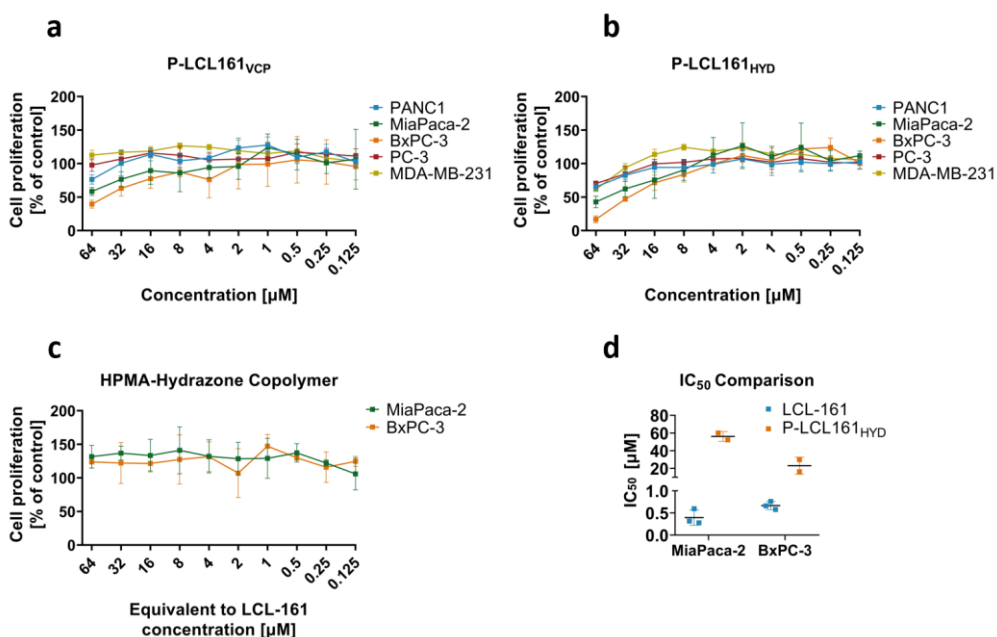 a
P-LCL161VCP
Cell proliferation
[% of control]
200
150
100
50
0
64 32 16 8 4 2 1 0.5 0.25 0.125
Concentration [µM]
PANC1
MiaPaca-2
BxPC-3
PC-3
MDA-MB-231
b
P-LCL161HYD
Cell proliferation
[% of control]
200
150
100
50
0
64 32 16 8 4 2 1 0.5 0.25 0.125
Concentration [µM]
PANC1
MiaPaca-2
BxPC-3
PC-3
MDA-MB-231
c
HPMA-Hydrazone Copolymer
Cell proliferation
[% of control]
200
150
100
50
0
64 32 16 8 4 2 1 0.5 0.25 0.125
Equivalent to LCL-161
concentration [µM]
MiaPaca-2
BxPC-3
d
IC50 Comparison
LCL-161
P-LCL161HYD
IC50 [µM]
80
60
40
20
1.0
0.5
0.0
MiaPaca-2 BxPC-3